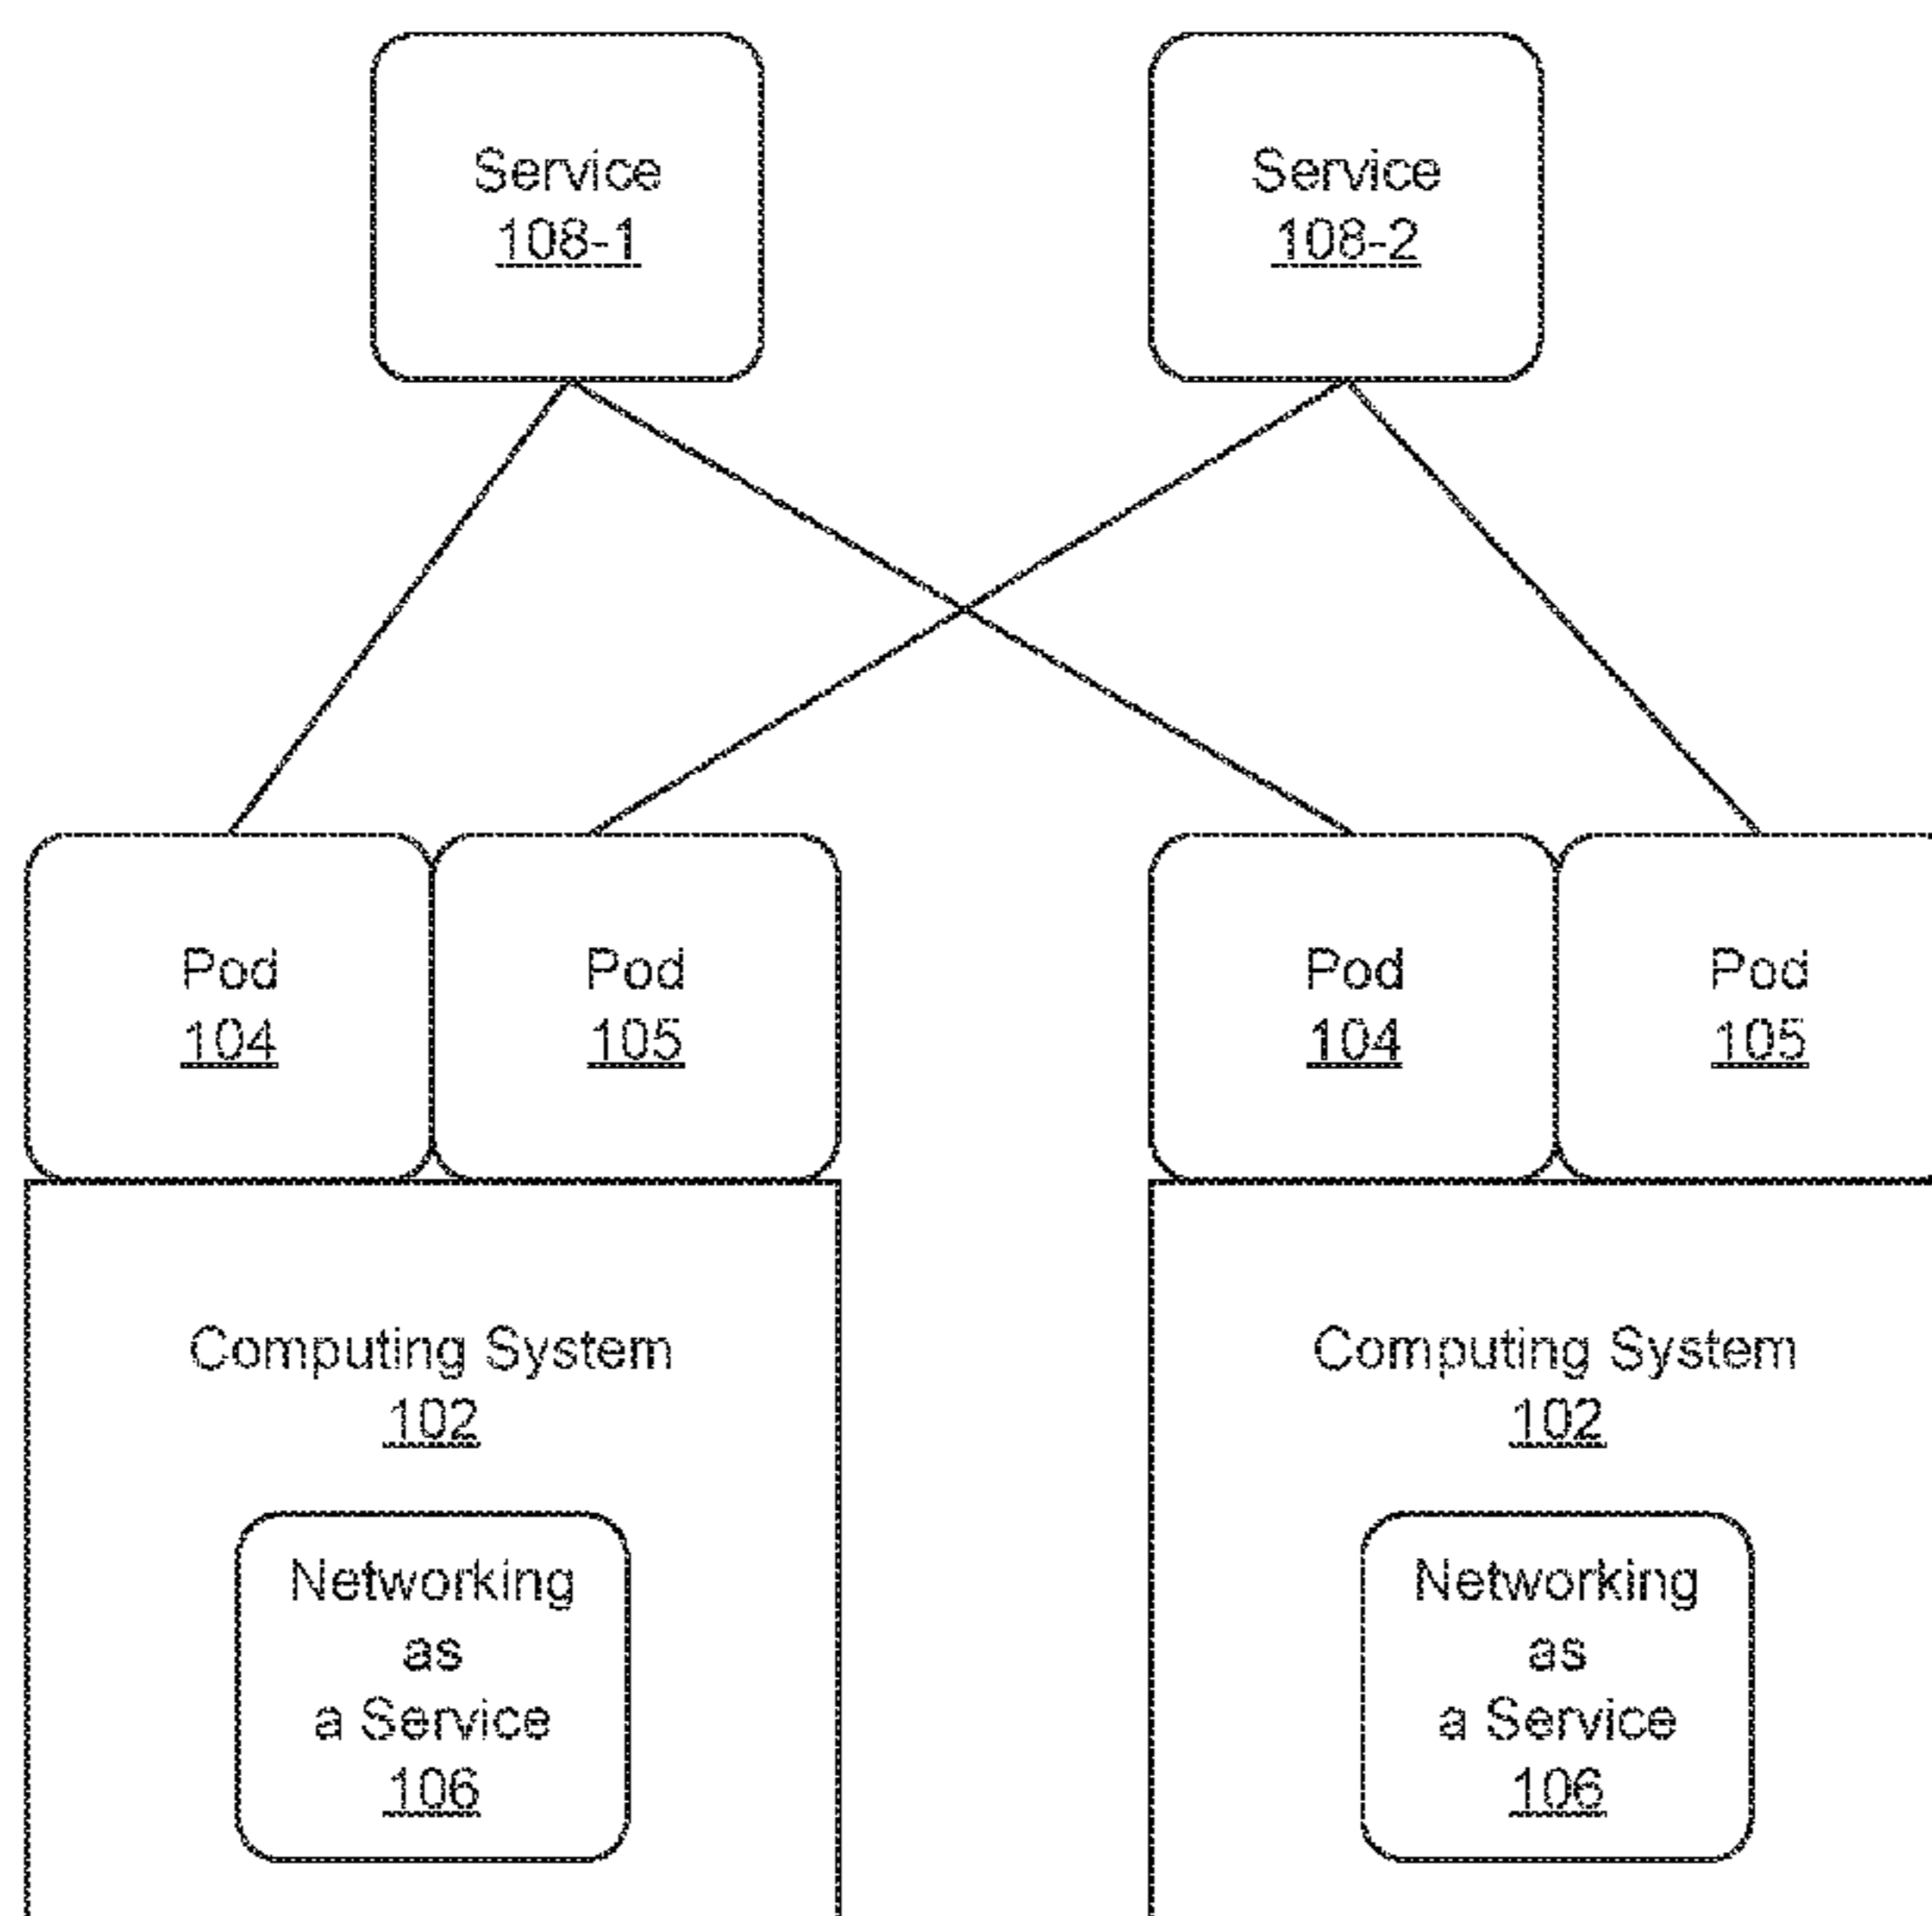 Service
108-1
Service
108-2
Pod
104
Pod
105
Pod
104
Pod
105
Computing System
102
Computing System
102
Networking
as
a Service
106
Networking
as
a Service
106